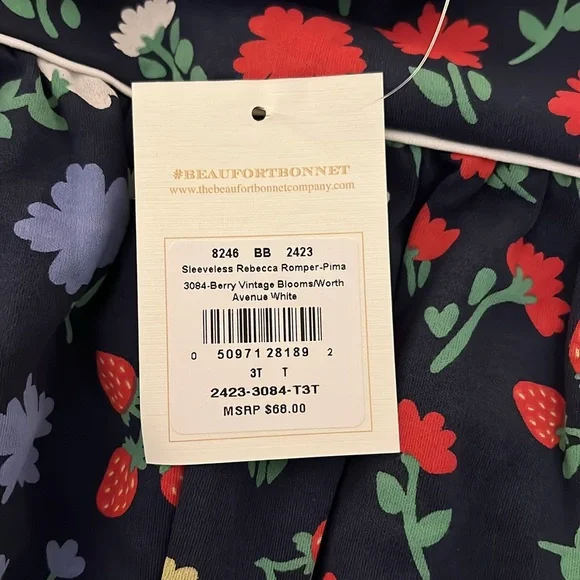 #BEAUFORTBONNET
www.thebeaufortbonnetcompany.com
8246 BB 2423
Sleeveless Rebecca Romper-Pima
3084-Berry Vintage Blooms/Worth
Avenue White
0 50971 28189 2
3T T
2423-3084-T3T
MSRP $68.00